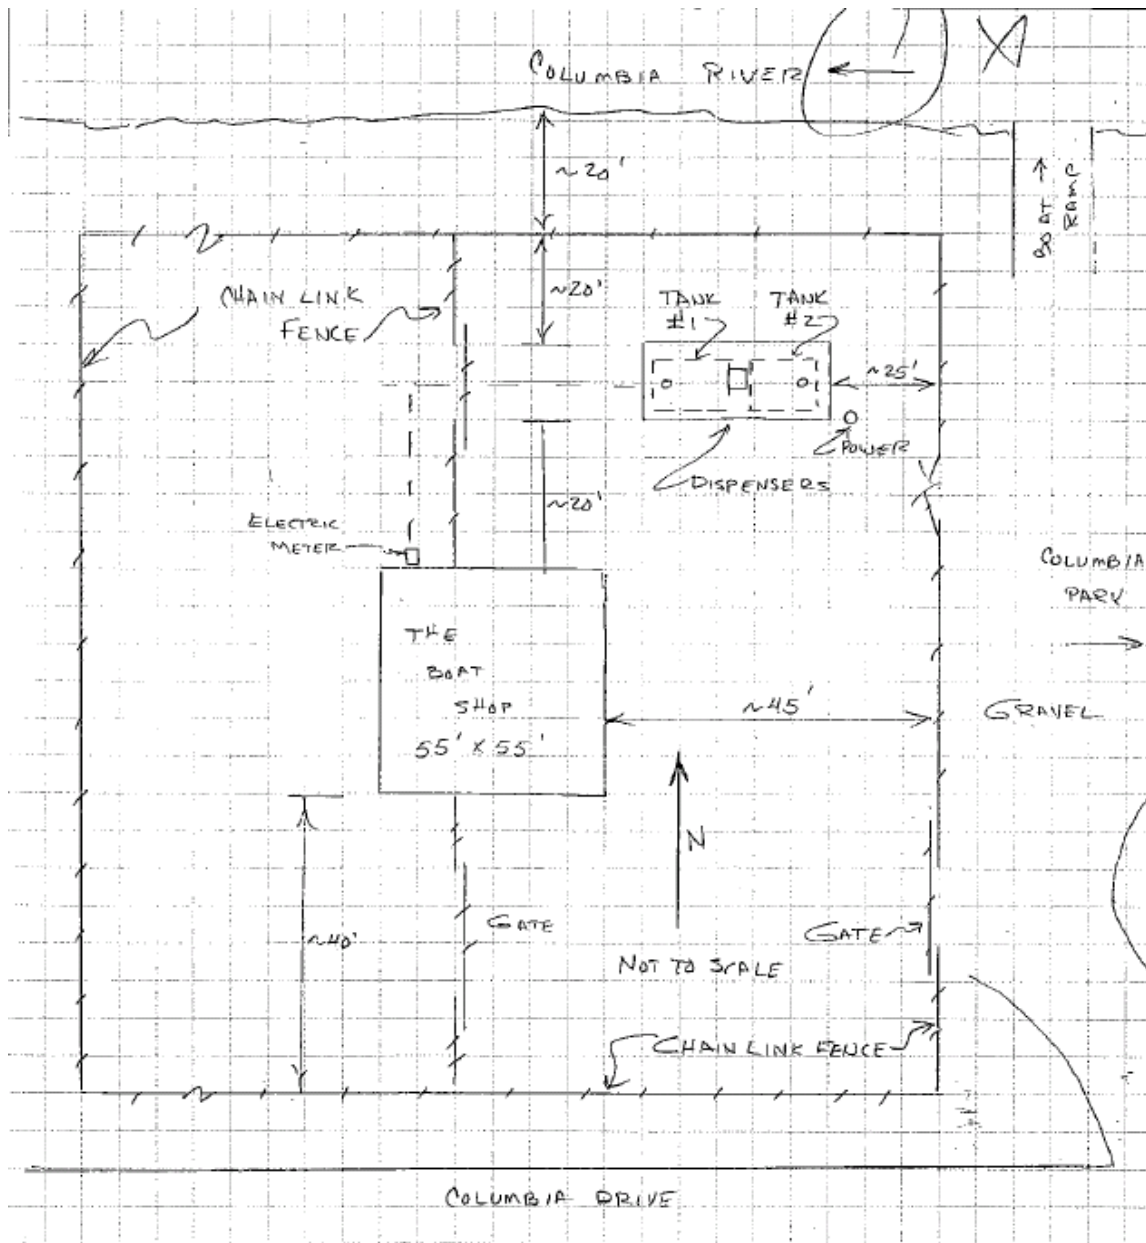 COLUMBIA RIVER
~20'
BOAT
RAMP
CHAIN LINK
FENCE
~20'
TANK
#1
TANK
#2
~25'
POWER
DISPENSERS
~20'
ELECTRIC
METER
COLUMBIA
PARK
THE
BOAT
SHOP
55' X 55'
~45'
GRAVEL
N
GATE
GATE
~40'
NOT TO SCALE
CHAIN LINK FENCE
COLUMBIA DRIVE